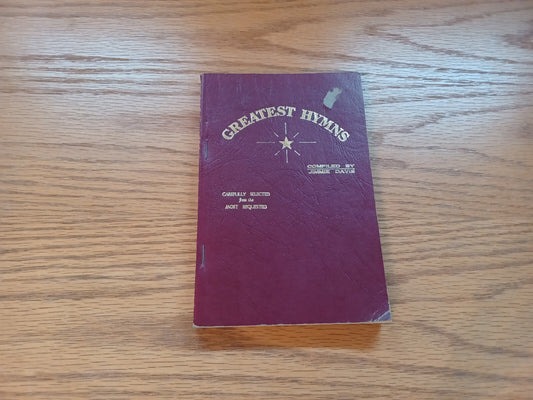 GREATEST HYMNS
COMPILED BY
JIMMIE DAVIS
CAREFULLY SELECTED
from the
MOST REQUESTED